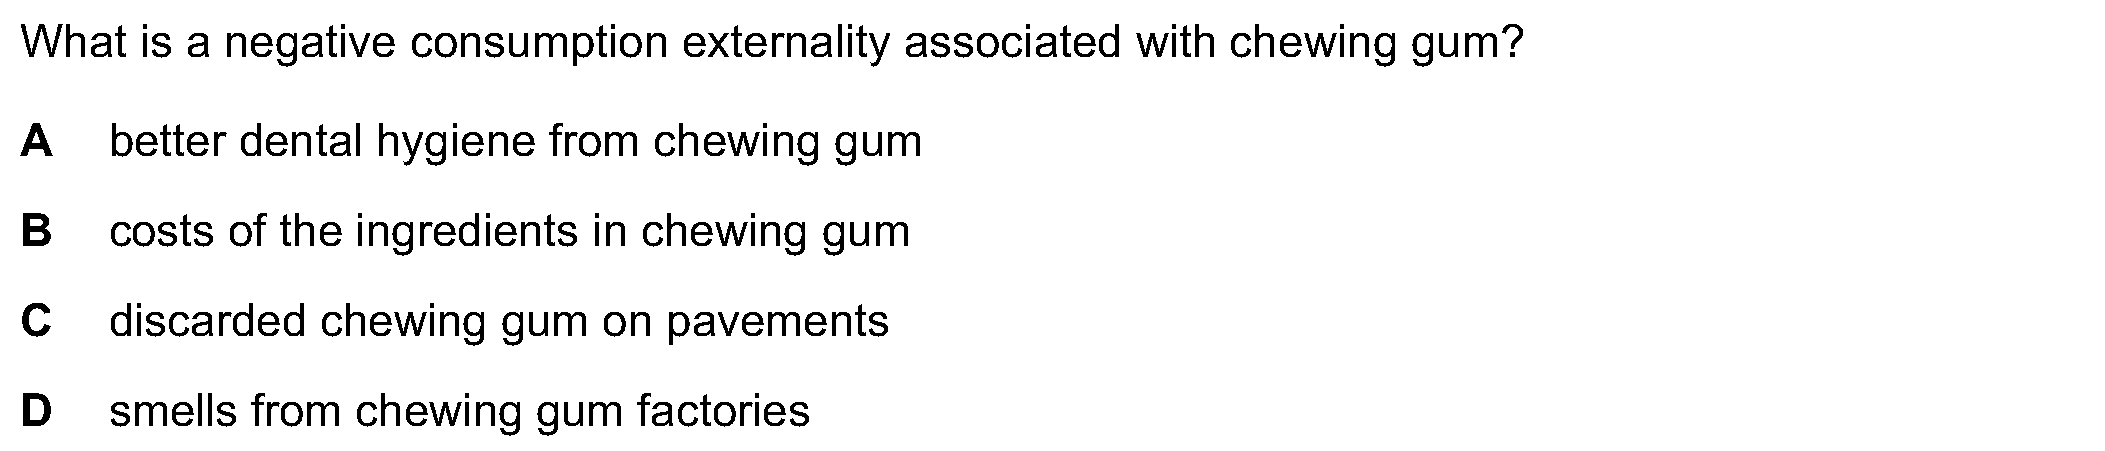 What is a negative consumption externality associated with chewing gum?
A better dental hygiene from chewing gum
B costs of the ingredients in chewing gum
C discarded chewing gum on pavements
D smells from chewing gum factories